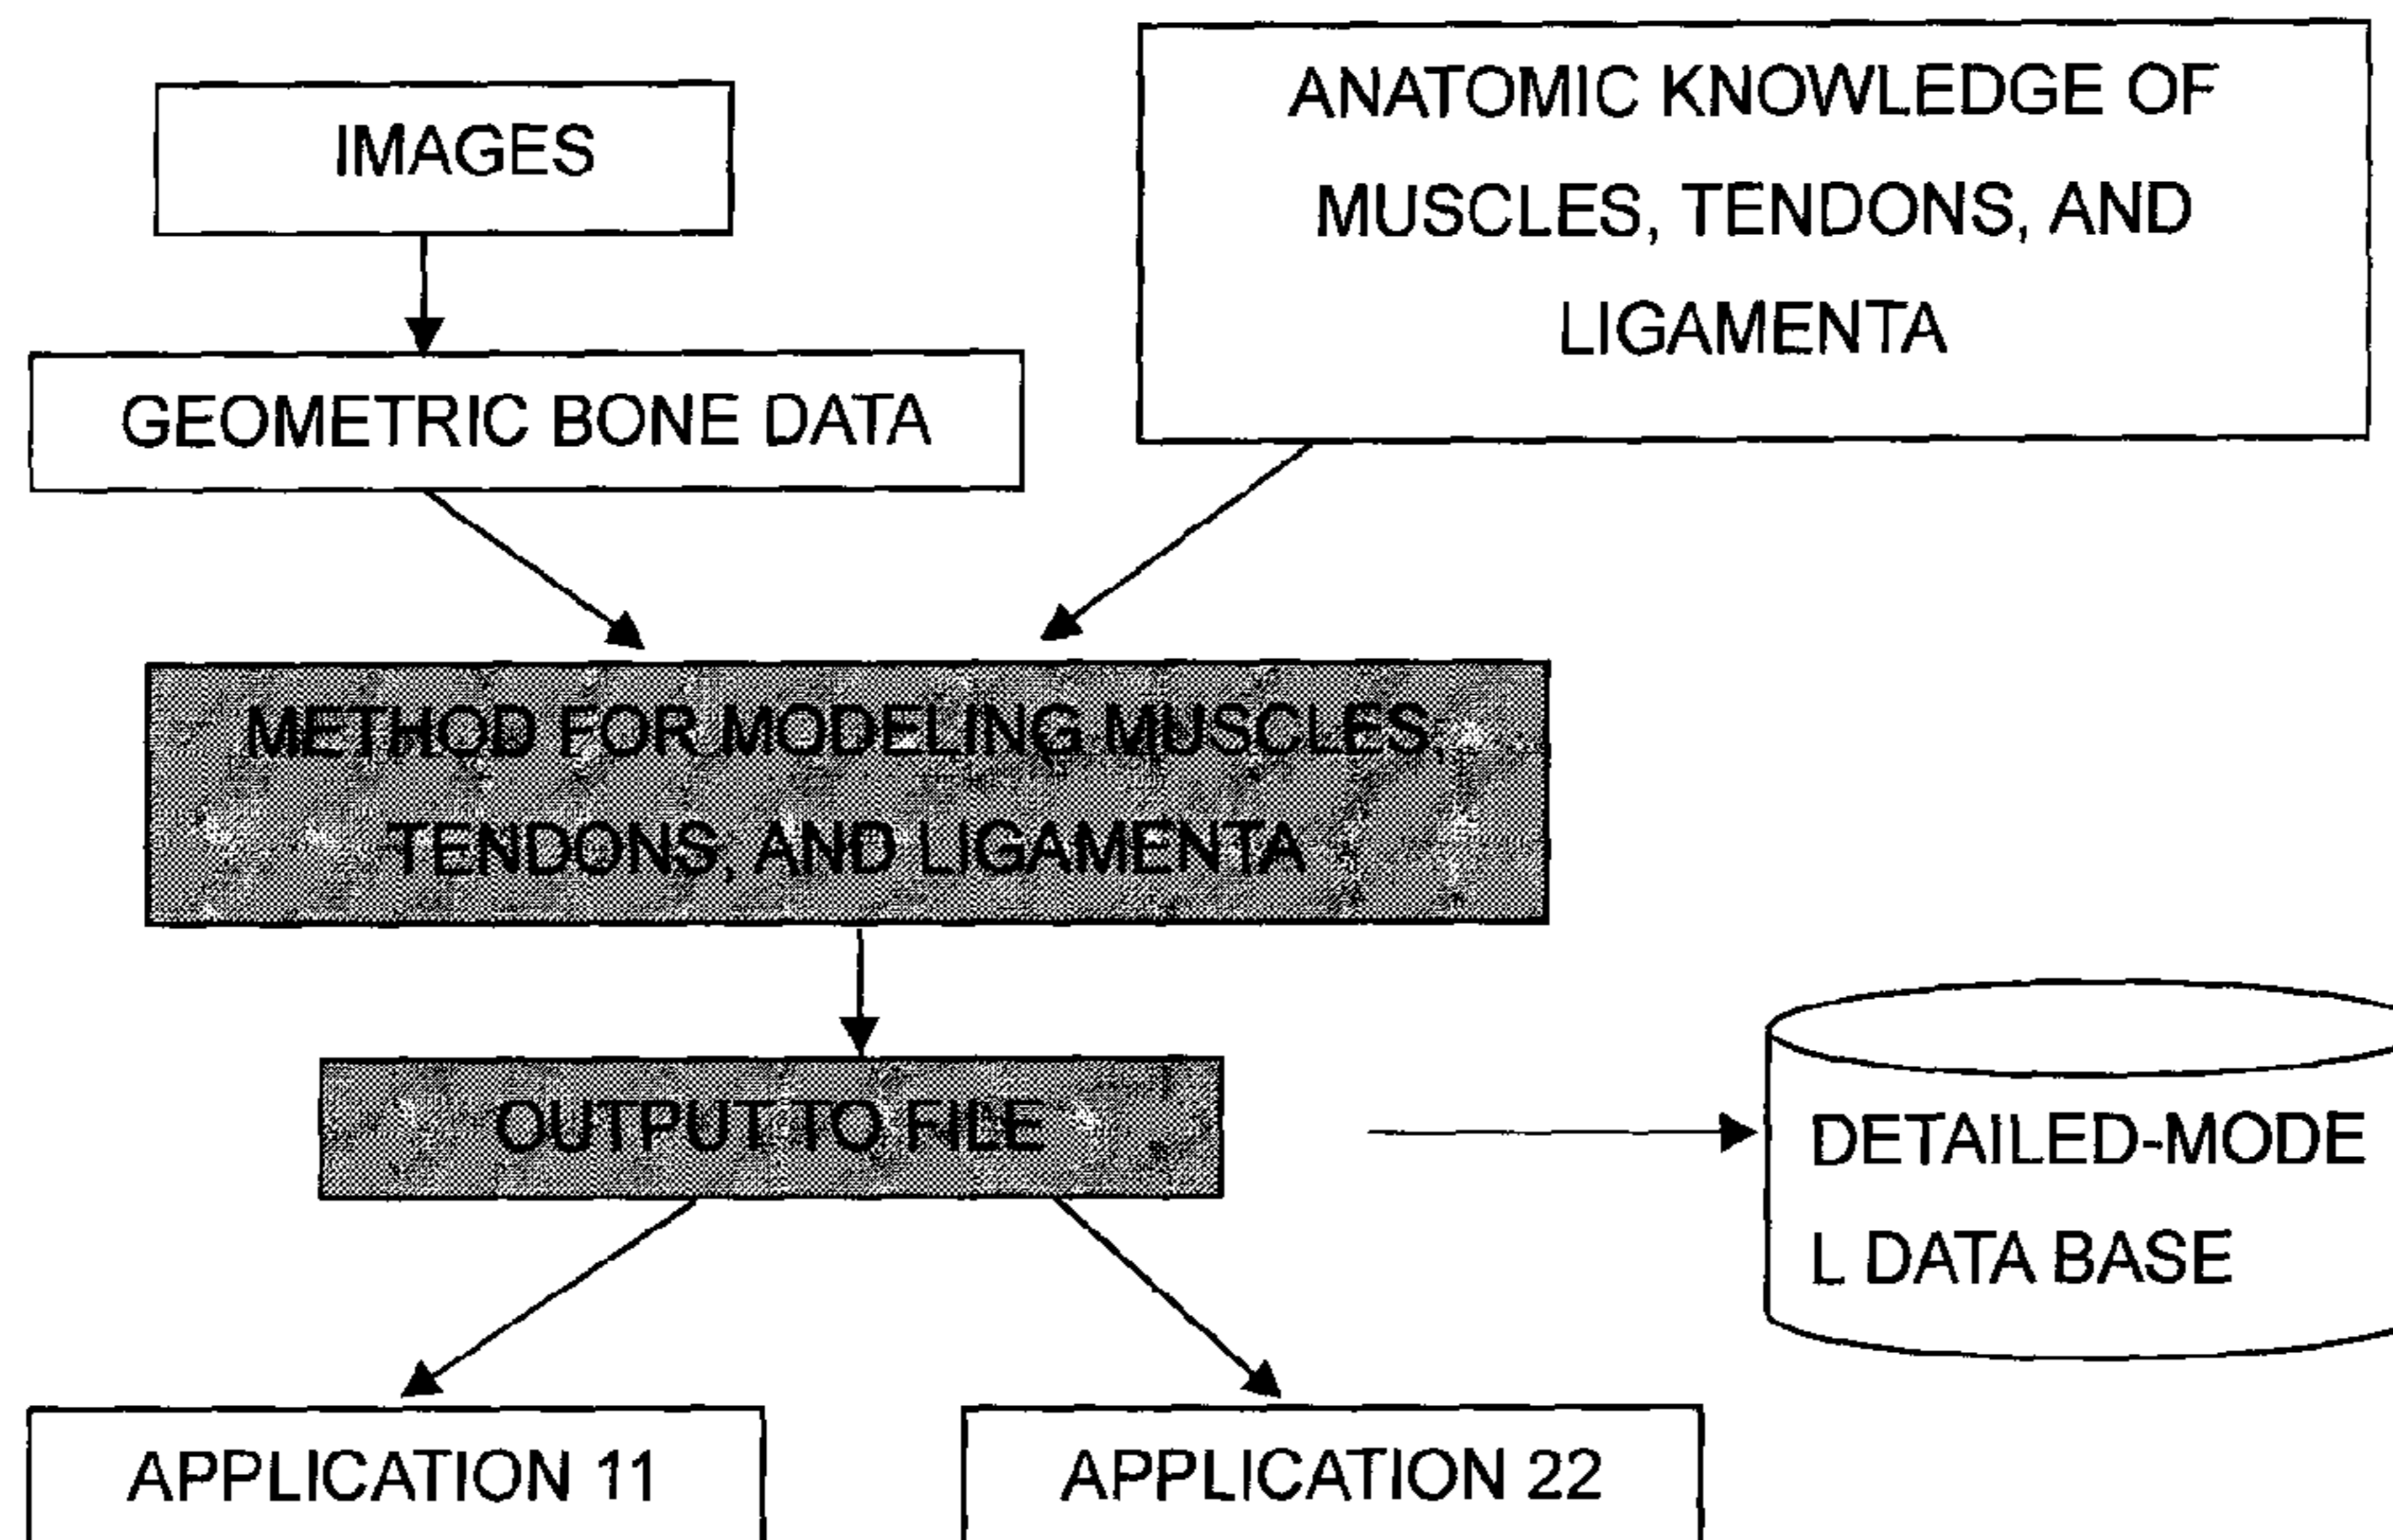 IMAGES
ANATOMIC KNOWLEDGE OF
MUSCLES, TENDONS, AND
LIGAMENTA
GEOMETRIC BONE DATA
METHOD FOR MODELING MUSCLES,
TENDONS, AND LIGAMENTA
OUTPUT TO FILE
DETAILED-MODE
L DATA BASE
APPLICATION 11
APPLICATION 22